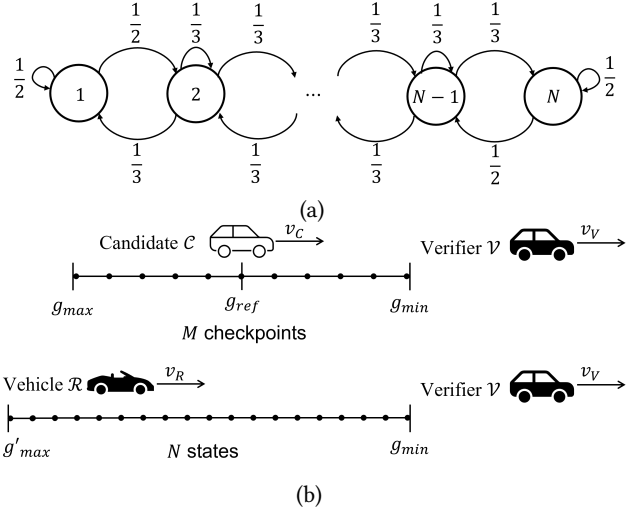 1/2 1/3 1/3 1/3 1/3 1/3
1/2 1 2 ... N − 1 N 1/2
1/3 1/3 1/3 1/2
(a)
Candidate 𝒞 v_C Verifier 𝒱 v_V
g_max g_ref g_min
M checkpoints
Vehicle ℛ v_R Verifier 𝒱 v_V
g'_max N states g_min
(b)